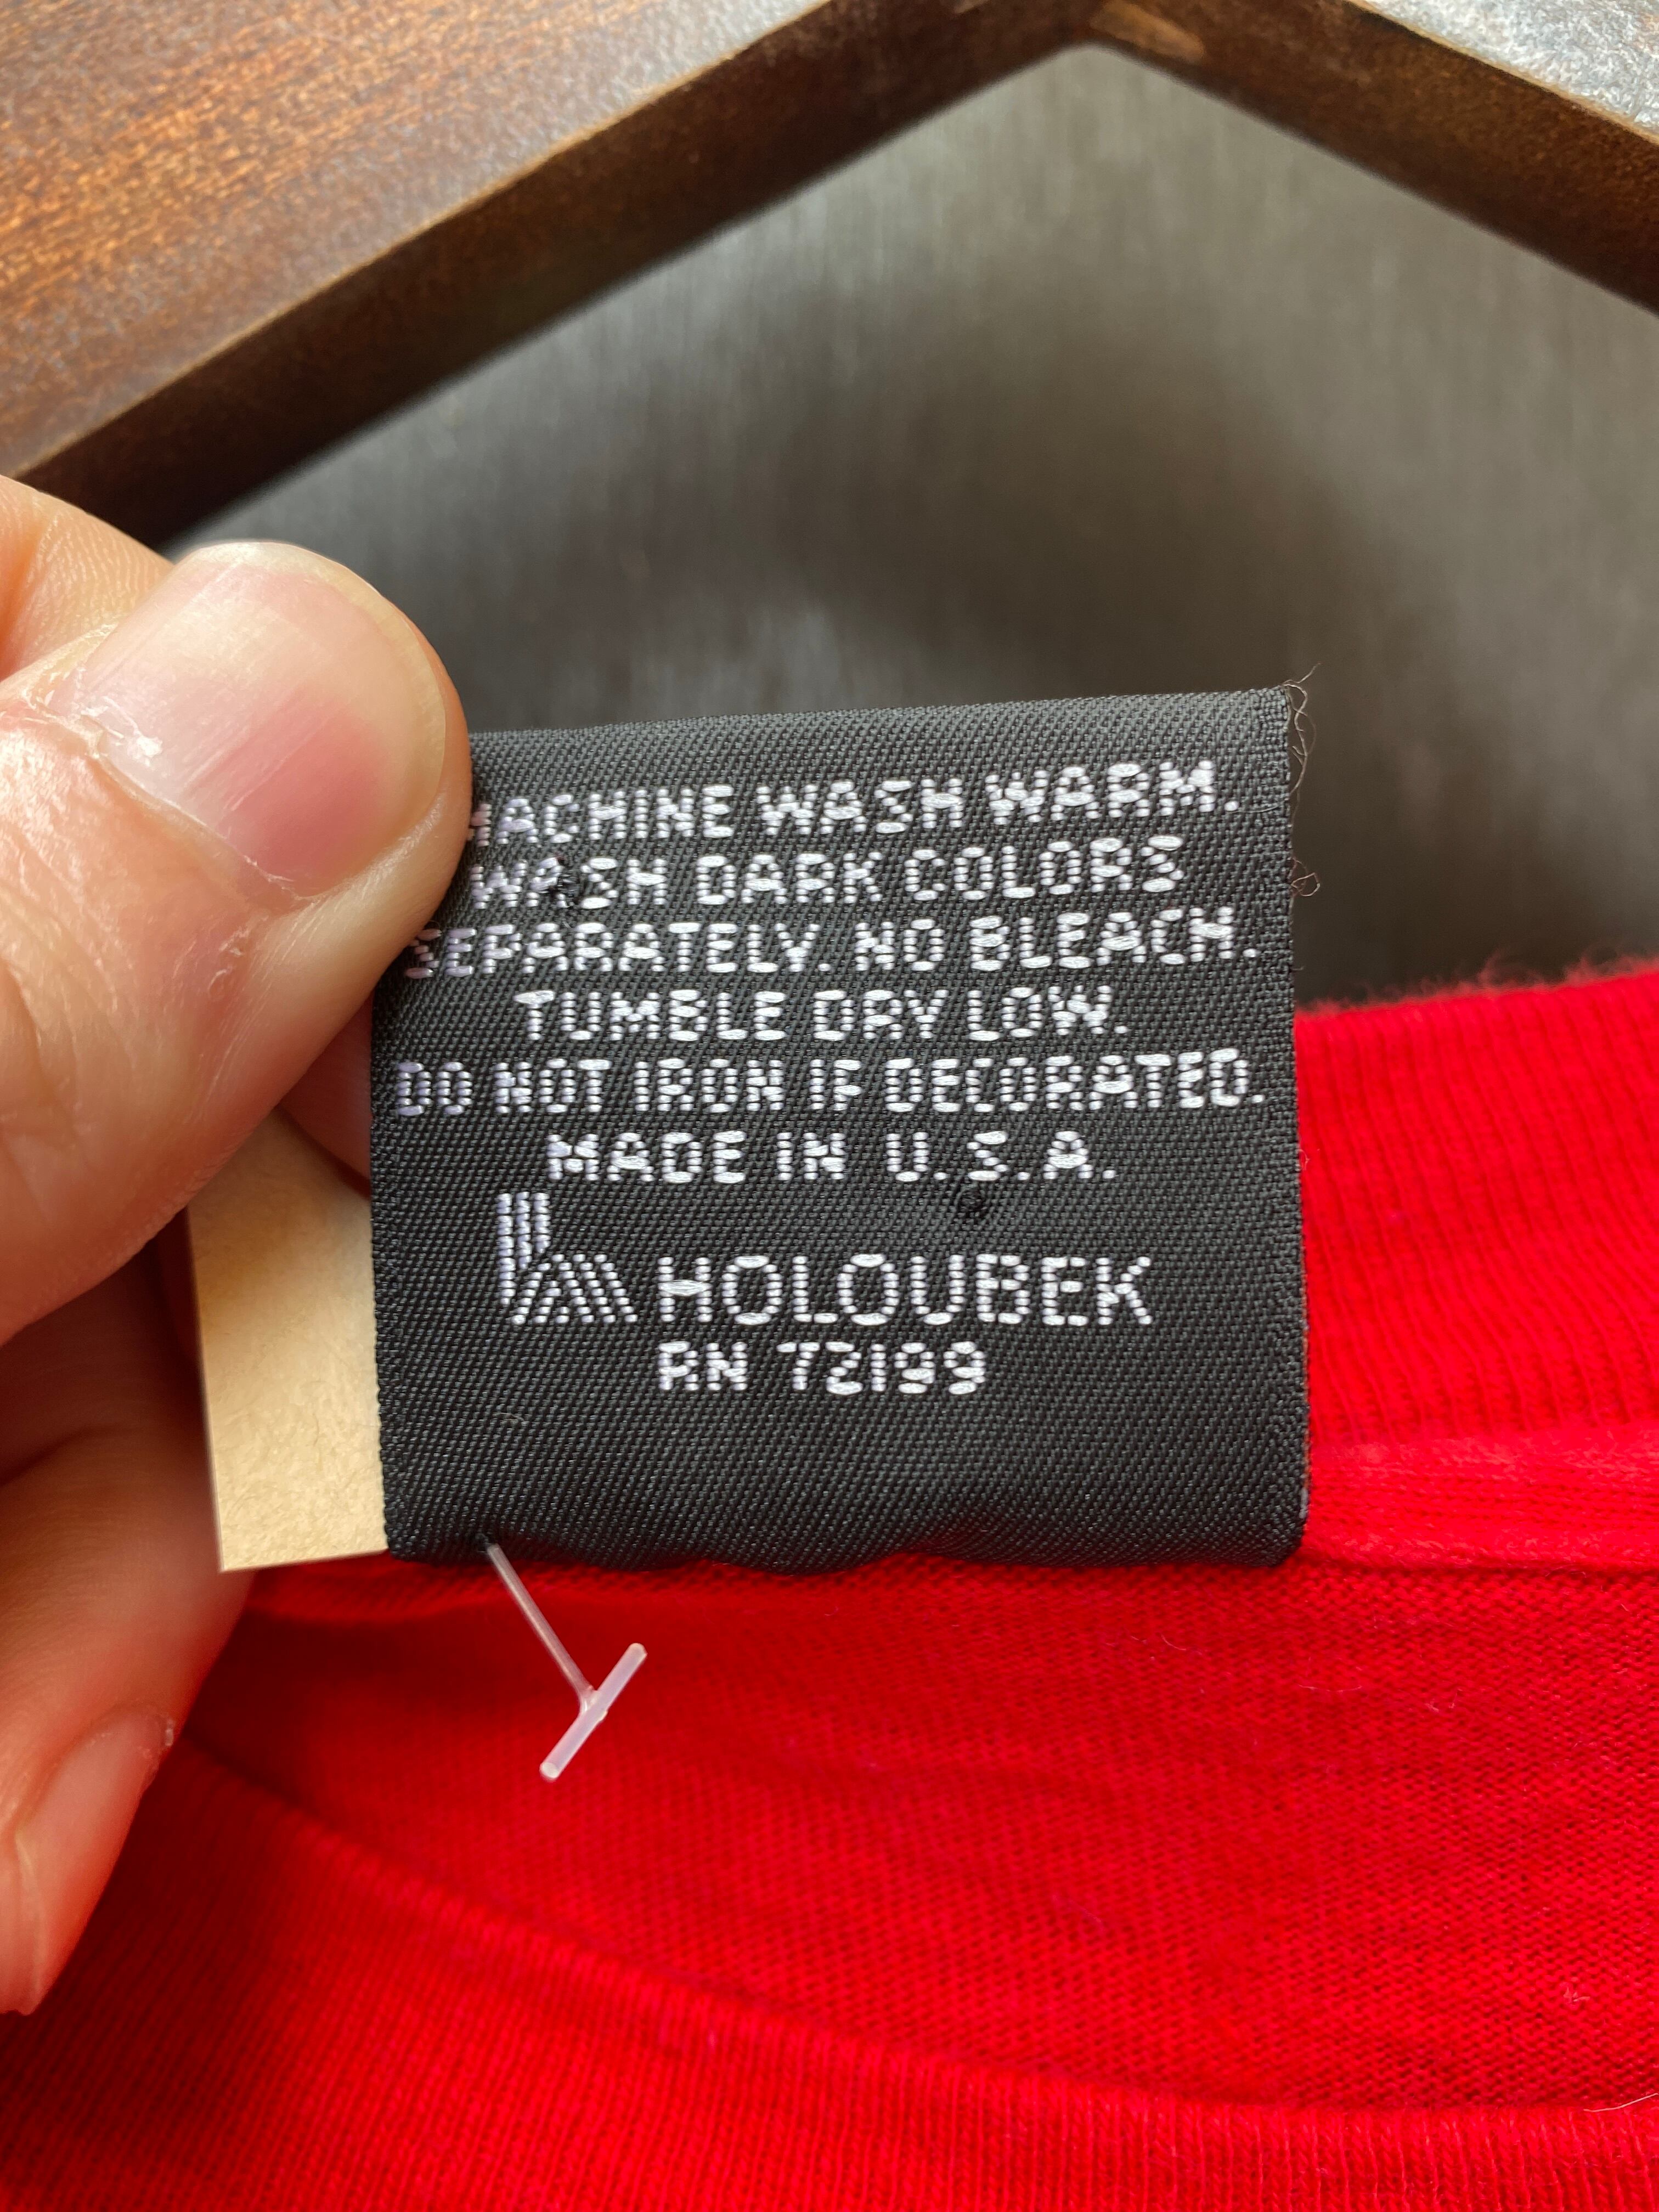 MACHINE WASH WARM.
WASH DARK COLORS
SEPARATELY. NO BLEACH.
TUMBLE DRY LOW.
DO NOT IRON IF DECORATED.
MADE IN U.S.A.
HOLOUBEK
RN 72199